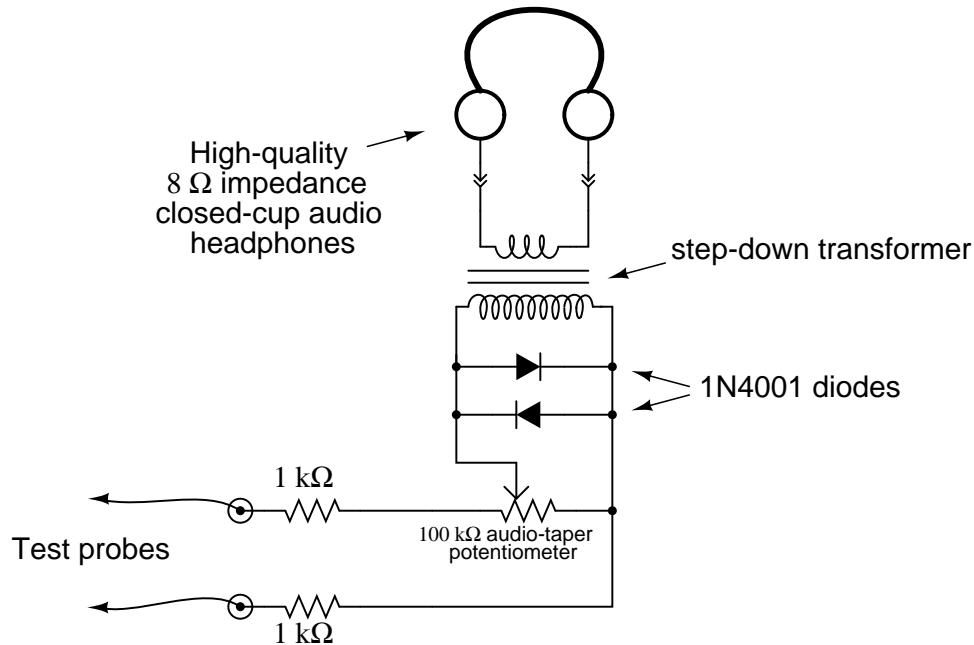 High-quality
8 Ω impedance
closed-cup audio
headphones
step-down transformer
1N4001 diodes
1 kΩ
100 kΩ audio-taper
potentiometer
Test probes
1 kΩ